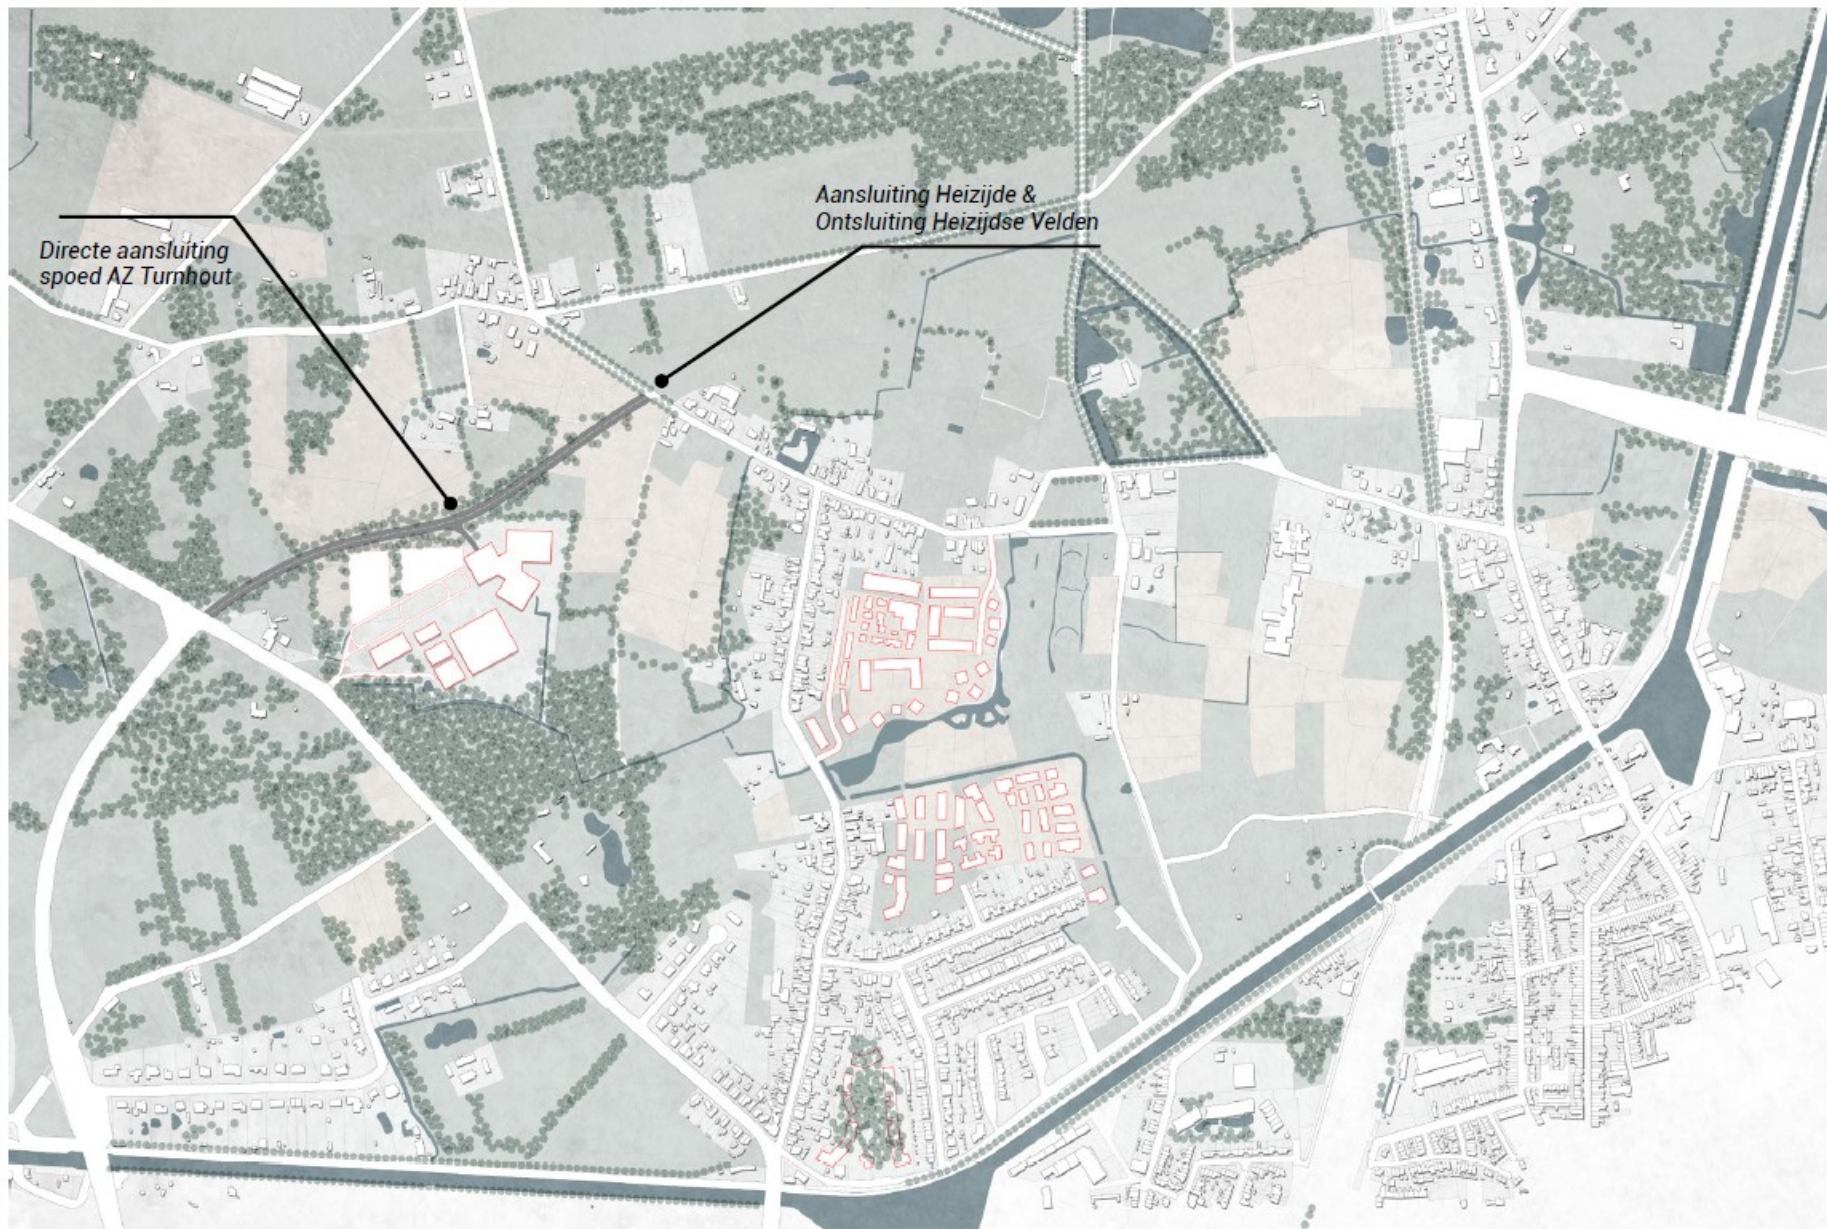 Aansluiting Heizijde &
Ontsluiting Heizijdse Velden
Directe aansluiting
spoed AZ Turnhout